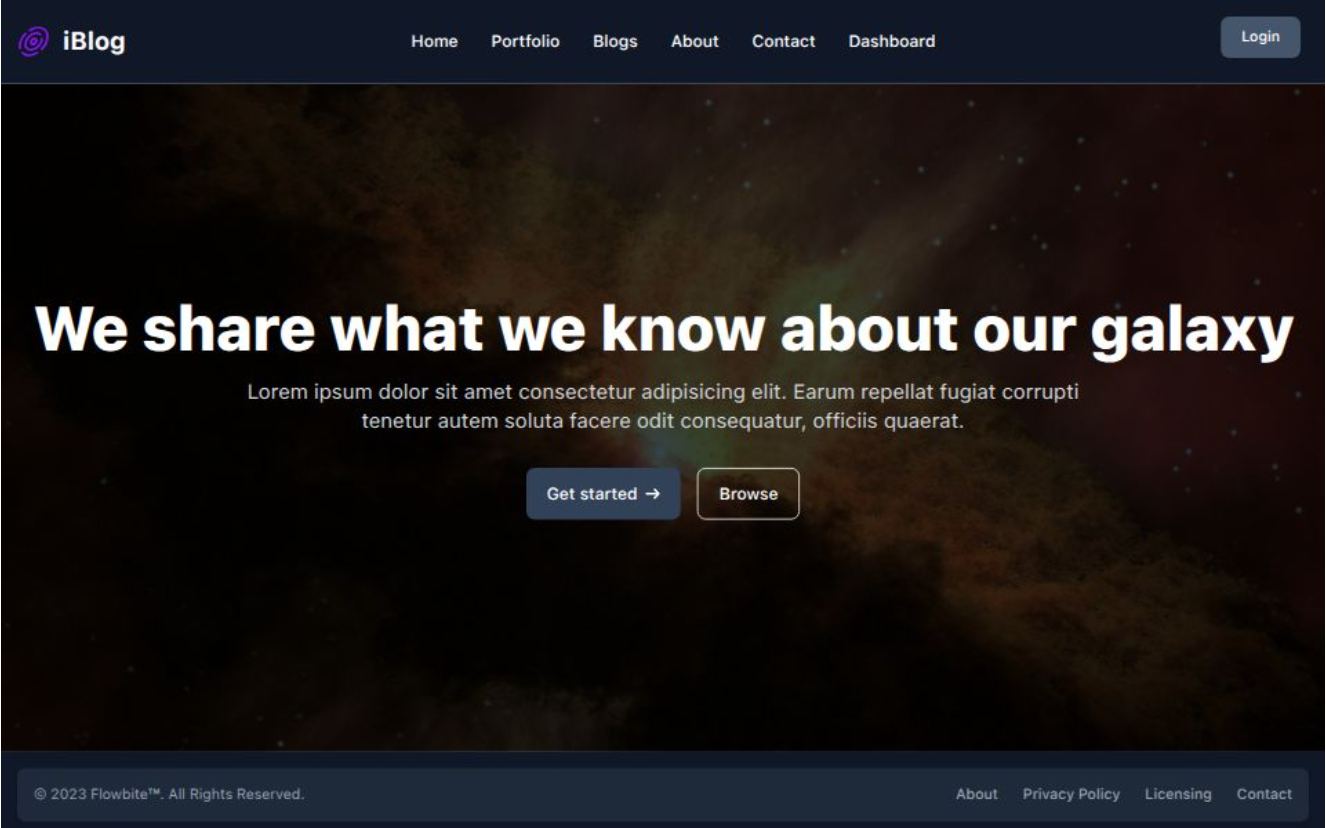 iBlog
Home Portfolio Blogs About Contact Dashboard
Login
We share what we know about our galaxy
Lorem ipsum dolor sit amet consectetur adipisicing elit. Earum repellat fugiat corrupti
tenetur autem soluta facere odit consequatur, officiis quaerat.
Get started →
Browse
© 2023 Flowbite™. All Rights Reserved.
About Privacy Policy Licensing Contact